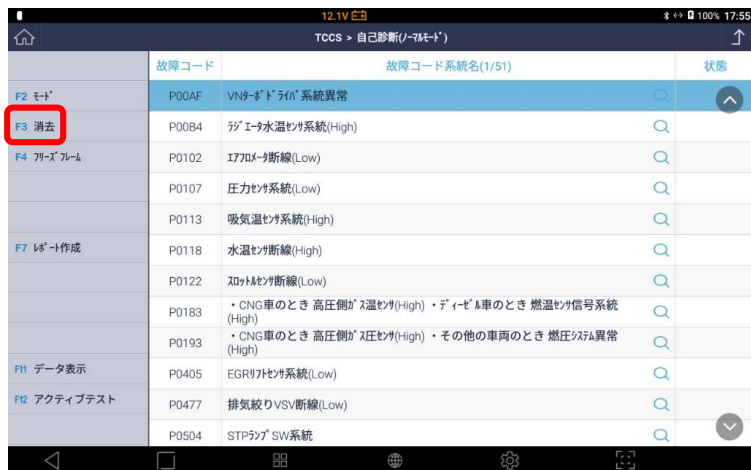 12.1V
100% 17:55
TCCS > 自己診断(ﾉｰﾏﾙﾓｰﾄﾞ)
故障コード 故障コード系統名(1/51) 状態
F2 ﾓｰﾄﾞ
F3 消去
F4 ﾌﾘｰｽﾞﾌﾚｰﾑ
F7 ﾚﾎﾟｰﾄ作成
F11 データ表示
F12 アクティブテスト
P00AF VNﾀｰﾎﾞﾄﾞﾗｲﾊﾞ系統異常
P00B4 ﾗｼﾞｴｰﾀ水温ｾﾝｻ系統(High)
P0102 ｴｱﾌﾛﾒｰﾀ断線(Low)
P0107 圧力ｾﾝｻ系統(Low)
P0113 吸気温ｾﾝｻ系統(High)
P0118 水温ｾﾝｻ断線(High)
P0122 ｽﾛｯﾄﾙｾﾝｻ断線(Low)
P0183 ・CNG車のとき 高圧側ｶﾞｽ温ｾﾝｻ(High) ・ﾃﾞｨｰｾﾞﾙ車のとき 燃温ｾﾝｻ信号系統
(High)
P0193 ・CNG車のとき 高圧側ｶﾞｽ圧ｾﾝｻ(High) ・その他の車両のとき 燃圧ｼｽﾃﾑ異常
(High)
P0405 EGRﾘﾌﾄｾﾝｻ系統(Low)
P0477 排気絞りVSV断線(Low)
P0504 STPﾗﾝﾌﾟSW系統